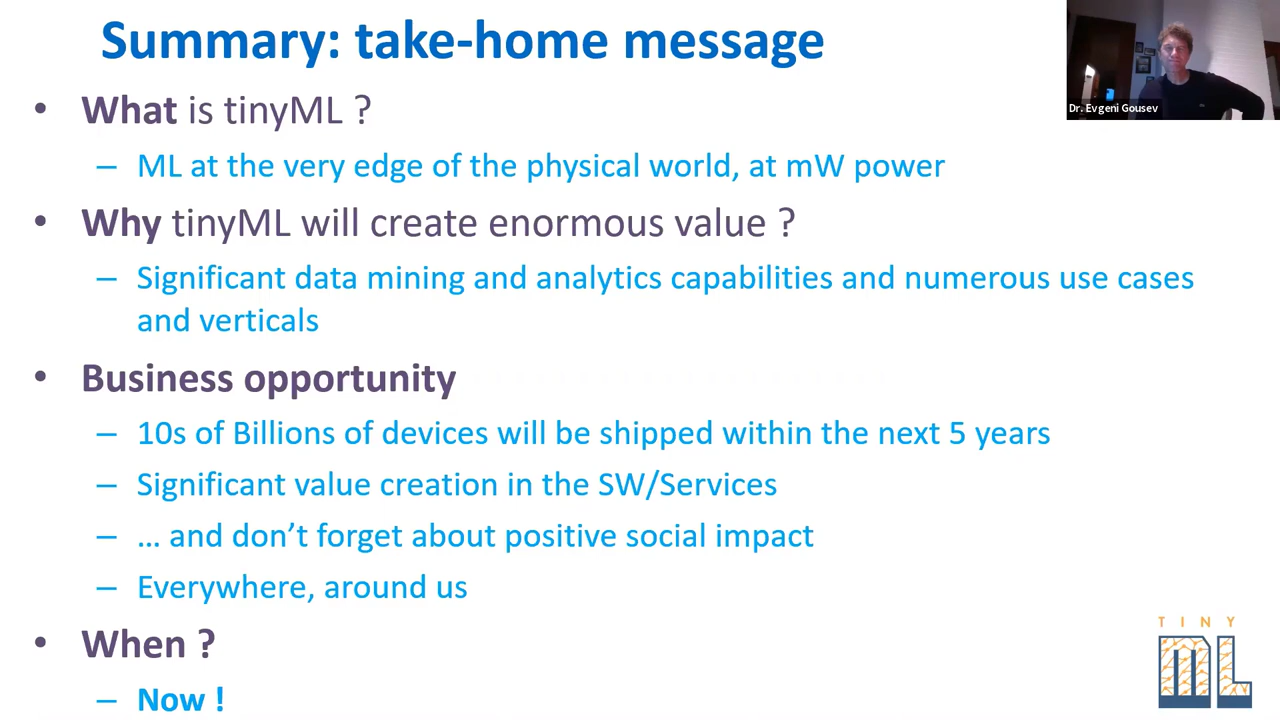 Summary: take-home message
Dr. Evgeni Gousev
• What is tinyML ?
– ML at the very edge of the physical world, at mW power
• Why tinyML will create enormous value ?
– Significant data mining and analytics capabilities and numerous use cases
and verticals
• Business opportunity
– 10s of Billions of devices will be shipped within the next 5 years
– Significant value creation in the SW/Services
– … and don’t forget about positive social impact
– Everywhere, around us
• When ?
– Now !
TINY
ML